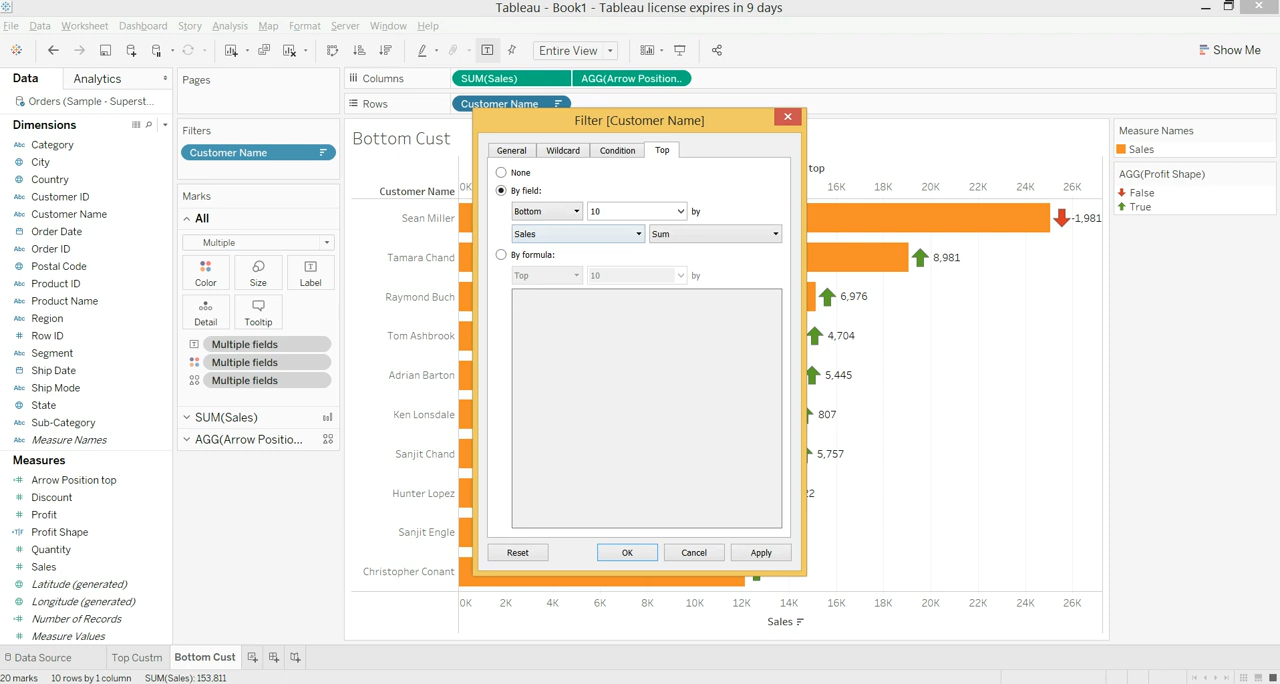 Tableau - Book1 - Tableau license expires in 9 days
File Data Worksheet Dashboard Story Analysis Map Format Server Window Help
Entire View
Show Me
Data Analytics
Orders (Sample - Superst...
Dimensions
Category
City
Country
Customer ID
Customer Name
Order Date
Order ID
Postal Code
Product ID
Product Name
Region
Row ID
Segment
Ship Date
Ship Mode
State
Sub-Category
Measure Names
Measures
Arrow Position top
Discount
Profit
Profit Shape
Quantity
Sales
Latitude (generated)
Longitude (generated)
Number of Records
Measure Values
Pages
Filters
Customer Name
Marks
All
Multiple
Color Size Label
Detail Tooltip
Multiple fields
Multiple fields
Multiple fields
SUM(Sales)
AGG(Arrow Positio...
Columns SUM(Sales) AGG(Arrow Position..
Rows Customer Name
Bottom Cust
top
Customer Name 0K 16K 18K 20K 22K 24K 26K
Sean Miller -1,981
Tamara Chand 8,981
Raymond Buch 6,976
Tom Ashbrook 4,704
Adrian Barton 5,445
Ken Lonsdale 807
Sanjit Chand 5,757
Hunter Lopez
Sanjit Engle
Christopher Conant
0K 2K 4K 6K 8K 10K 12K 14K 16K 18K 20K 22K 24K 26K
Sales
Filter [Customer Name]
General Wildcard Condition Top
None
By field:
Bottom 10 by
Sales Sum
By formula:
Top 10 by
Reset OK Cancel Apply
Measure Names
Sales
AGG(Profit Shape)
False
True
Data Source Top Custm Bottom Cust
20 marks 10 rows by 1 column SUM(Sales): 153,811